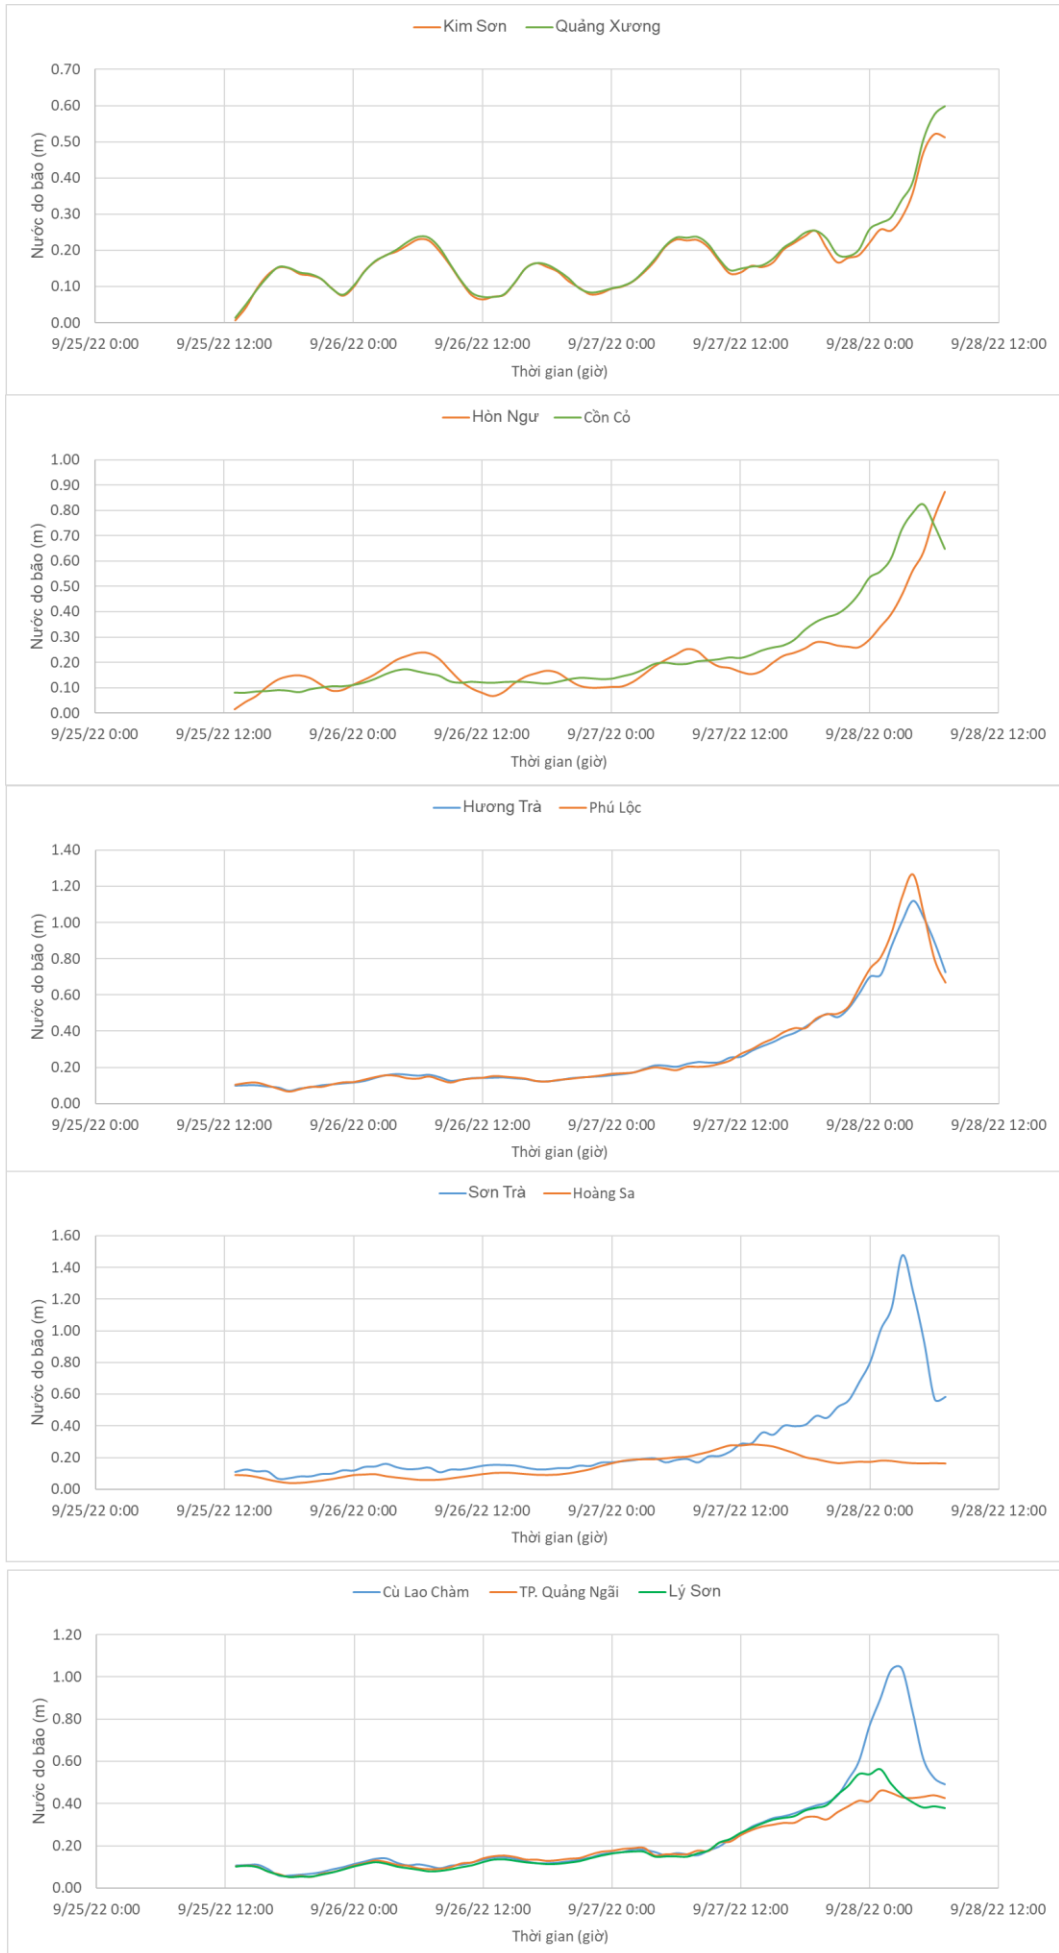 Kim Sơn Quảng Xương
0.70
0.60
0.50
0.40
0.30
0.20
0.10
0.00
Nước do bão (m)
9/25/22 0:00 9/25/22 12:00 9/26/22 0:00 9/26/22 12:00 9/27/22 0:00 9/27/22 12:00 9/28/22 0:00 9/28/22 12:00
Thời gian (giờ)
Hòn Ngư Cồn Cỏ
1.00
0.90
0.80
0.70
0.60
0.50
0.40
0.30
0.20
0.10
0.00
Nước do bão (m)
9/25/22 0:00 9/25/22 12:00 9/26/22 0:00 9/26/22 12:00 9/27/22 0:00 9/27/22 12:00 9/28/22 0:00 9/28/22 12:00
Thời gian (giờ)
Hương Trà Phú Lộc
1.40
1.20
1.00
0.80
0.60
0.40
0.20
0.00
Nước do bão (m)
9/25/22 0:00 9/25/22 12:00 9/26/22 0:00 9/26/22 12:00 9/27/22 0:00 9/27/22 12:00 9/28/22 0:00 9/28/22 12:00
Thời gian (giờ)
Sơn Trà Hoàng Sa
1.60
1.40
1.20
1.00
0.80
0.60
0.40
0.20
0.00
Nước do bão (m)
9/25/22 0:00 9/25/22 12:00 9/26/22 0:00 9/26/22 12:00 9/27/22 0:00 9/27/22 12:00 9/28/22 0:00 9/28/22 12:00
Thời gian (giờ)
Cù Lao Chàm TP. Quảng Ngãi Lý Sơn
1.20
1.00
0.80
0.60
0.40
0.20
0.00
Nước do bão (m)
9/25/22 0:00 9/25/22 12:00 9/26/22 0:00 9/26/22 12:00 9/27/22 0:00 9/27/22 12:00 9/28/22 0:00 9/28/22 12:00
Thời gian (giờ)